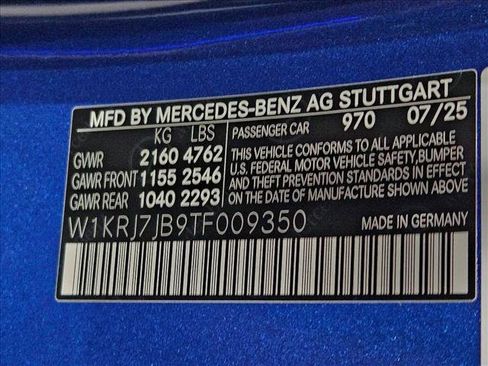 MFD BY MERCEDES-BENZ AG STUTTGART
KG LBS PASSENGER CAR 970 07/25
GVWR 2160 4762 THIS VEHICLE CONFORMS TO ALL APPLICABLE
GAWR FRONT 1155 2546 U.S. FEDERAL MOTOR VEHICLE SAFETY, BUMPER
AND THEFT PREVENTION STANDARDS IN EFFECT
GAWR REAR 1040 2293 ON THE DATE OF MANUFACTURE SHOWN ABOVE.
W1KRJ7JB9TF009350 MADE IN GERMANY